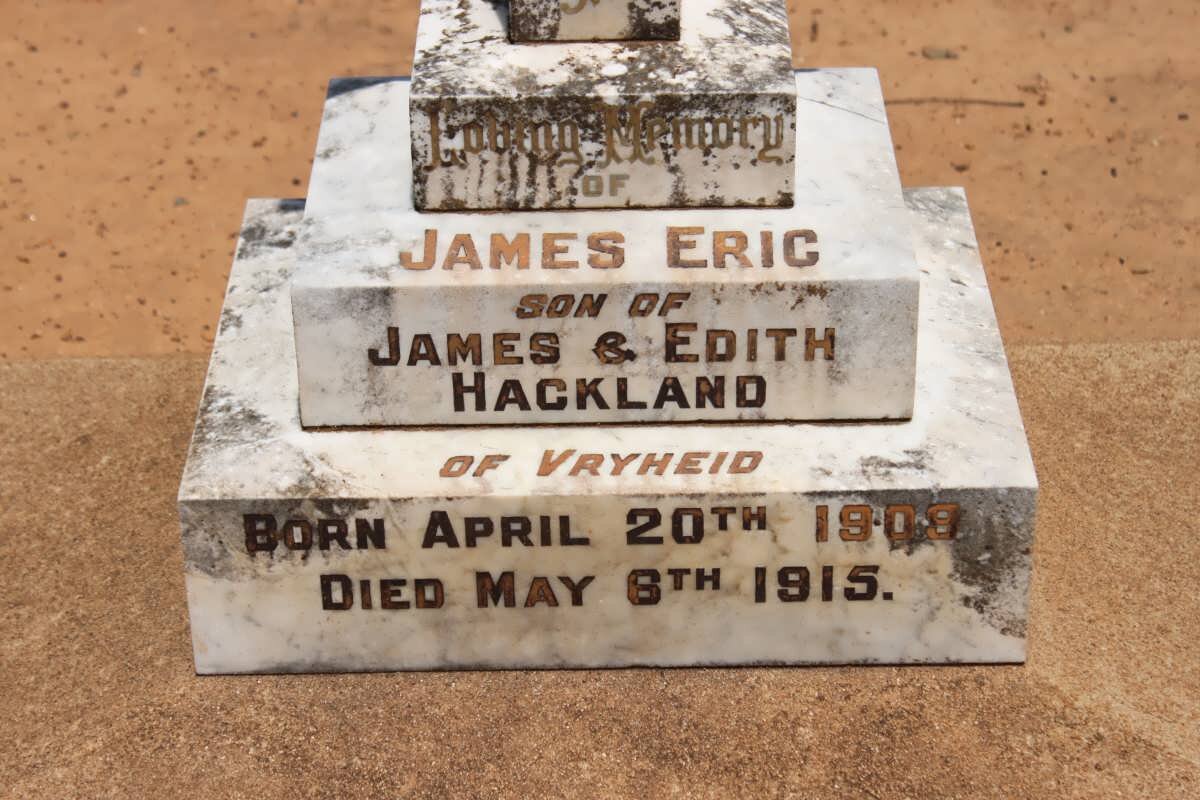 In
Loving Memory
OF
JAMES ERIC
SON OF
JAMES & EDITH
HACKLAND
OF VRYHEID
BORN APRIL 20TH 1909
DIED MAY 6TH 1915.